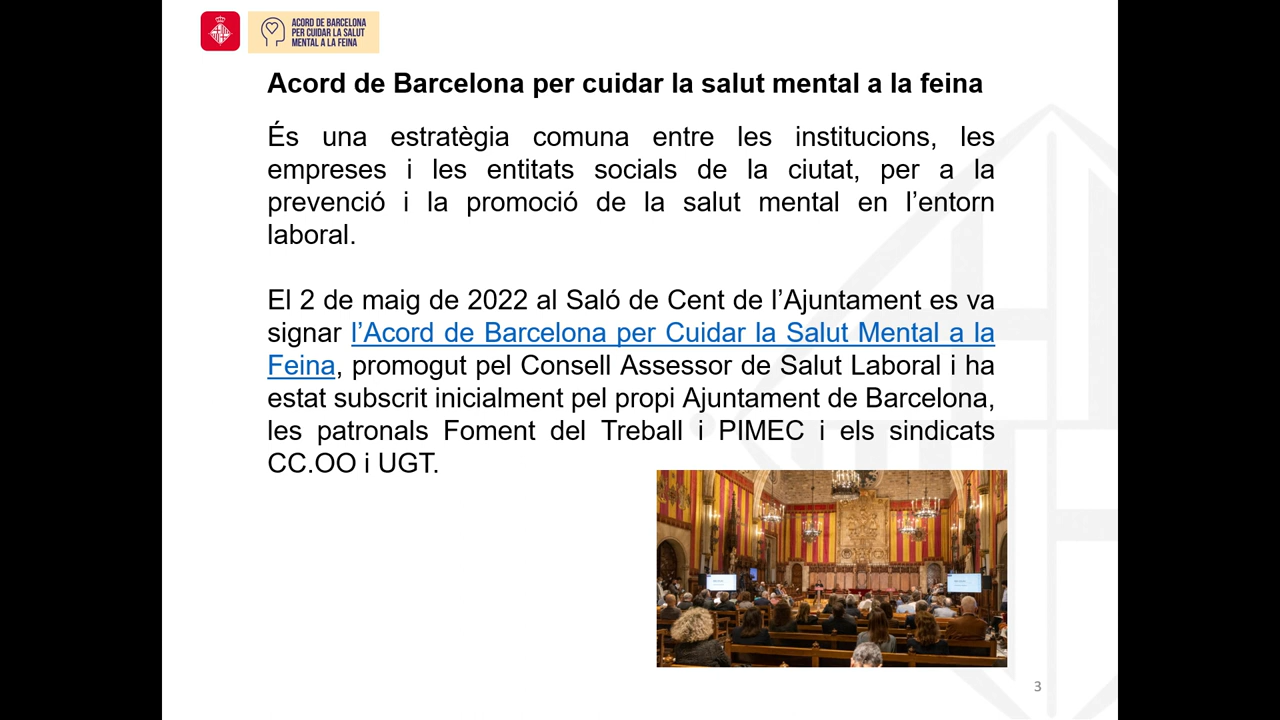 ACORD DE BARCELONA
PER CUIDAR LA SALUT
MENTAL A LA FEINA
Acord de Barcelona per cuidar la salut mental a la feina
És una estratègia comuna entre les institucions, les
empreses i les entitats socials de la ciutat, per a la
prevenció i la promoció de la salut mental en l’entorn
laboral.
El 2 de maig de 2022 al Saló de Cent de l’Ajuntament es va
signar l’Acord de Barcelona per Cuidar la Salut Mental a la
Feina, promogut pel Consell Assessor de Salut Laboral i ha
estat subscrit inicialment pel propi Ajuntament de Barcelona,
les patronals Foment del Treball i PIMEC i els sindicats
CC.OO i UGT.
3